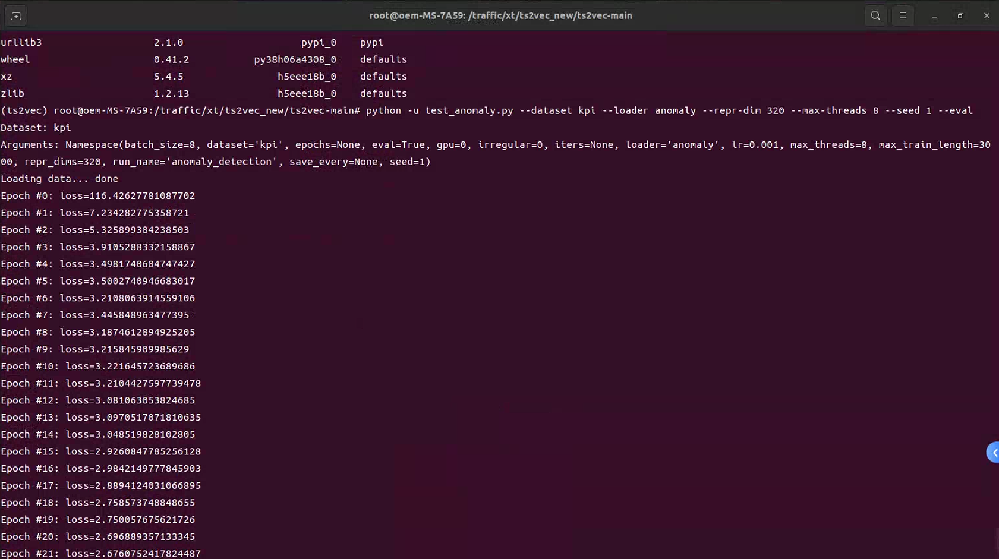 root@oem-MS-7A59: /traffic/xt/ts2vec_new/ts2vec-main
urllib3 2.1.0 pypi_0 pypi
wheel 0.41.2 py38h06a4308_0 defaults
xz 5.4.5 h5eee18b_0 defaults
zlib 1.2.13 h5eee18b_0 defaults
(ts2vec) root@oem-MS-7A59:/traffic/xt/ts2vec_new/ts2vec-main# python -u test_anomaly.py --dataset kpi --loader anomaly --repr-dim 320 --max-threads 8 --seed 1 --eval
Dataset: kpi
Arguments: Namespace(batch_size=8, dataset='kpi', epochs=None, eval=True, gpu=0, irregular=0, iters=None, loader='anomaly', lr=0.001, max_threads=8, max_train_length=30
00, repr_dims=320, run_name='anomaly_detection', save_every=None, seed=1)
Loading data... done
Epoch #0: loss=116.42627781087702
Epoch #1: loss=7.234282775358721
Epoch #2: loss=5.325899384238503
Epoch #3: loss=3.9105288332158867
Epoch #4: loss=3.4981740604747427
Epoch #5: loss=3.5002740946683017
Epoch #6: loss=3.2108063914559106
Epoch #7: loss=3.445848963477395
Epoch #8: loss=3.1874612894925205
Epoch #9: loss=3.215845909985629
Epoch #10: loss=3.221645723689686
Epoch #11: loss=3.2104427597739478
Epoch #12: loss=3.081063053824685
Epoch #13: loss=3.0970517071810635
Epoch #14: loss=3.048519828102805
Epoch #15: loss=2.9260847785256128
Epoch #16: loss=2.9842149777845903
Epoch #17: loss=2.8894124031066895
Epoch #18: loss=2.758573748848655
Epoch #19: loss=2.750057675621726
Epoch #20: loss=2.696889357133345
Epoch #21: loss=2.6760752417824487